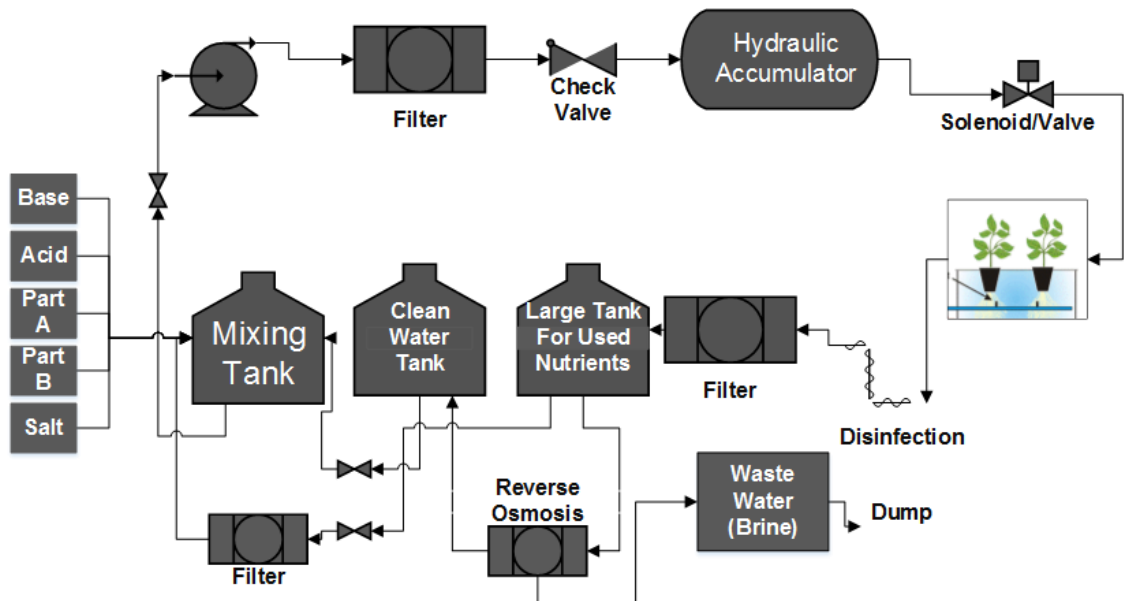 Hydraulic
Accumulator
Filter
Check
Valve
Solenoid/Valve
Base
Acid
Part
A
Part
B
Salt
Mixing
Tank
Clean
Water
Tank
Large Tank
For Used
Nutrients
Filter
Disinfection
Reverse
Osmosis
Waste
Water
(Brine)
Dump
Filter